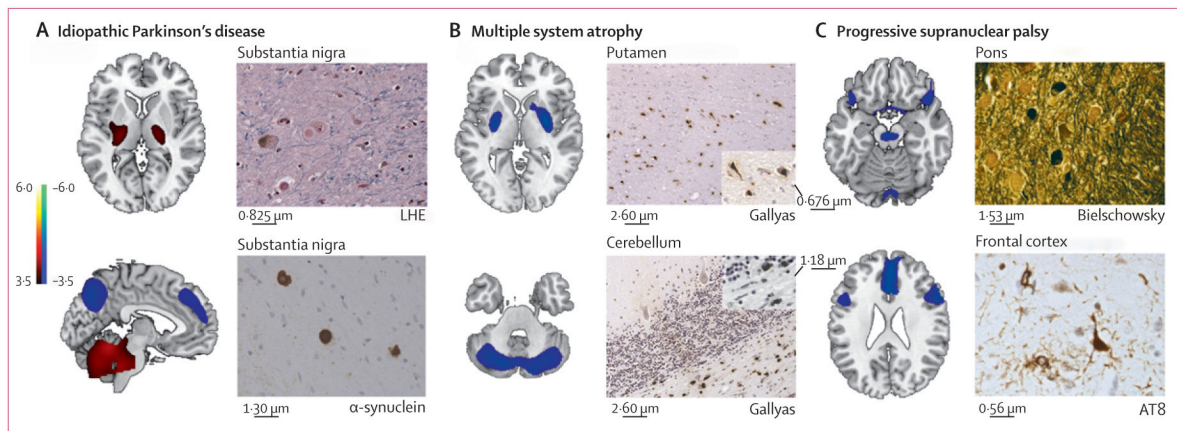 A Idiopathic Parkinson's disease
Substantia nigra
LHE
0·825 µm
6·0
-6·0
3·5
-3·5
Substantia nigra
1·30 µm
α-synuclein
B Multiple system atrophy
Putamen
0·676 µm
2·60 µm
Gallyas
Cerebellum
1·18 µm
2·60 µm
Gallyas
C Progressive supranuclear palsy
Pons
1·53 µm
Bielschowsky
Frontal cortex
0·56 µm
AT8